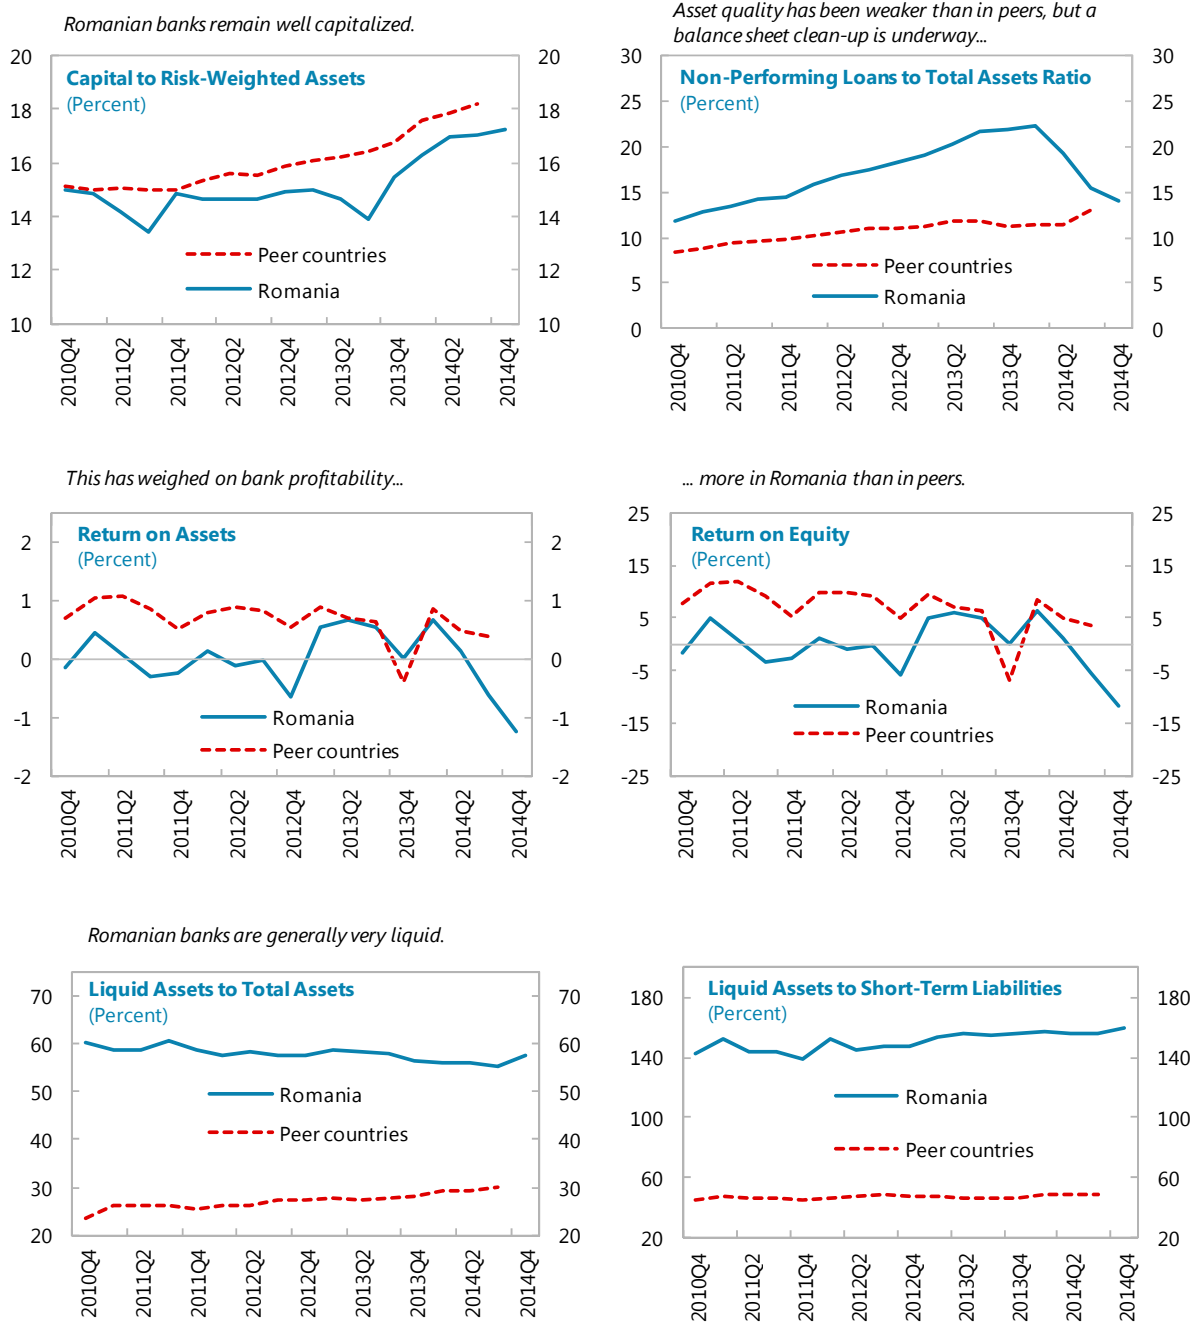 Romanian banks remain well capitalized.
Asset quality has been weaker than in peers, but a
balance sheet clean-up is underway...
Capital to Risk-Weighted Assets
(Percent)
20
18
16
14
12
10
20
18
16
14
12
10
Peer countries
Romania
2010Q4
2011Q2
2011Q4
2012Q2
2012Q4
2013Q2
2013Q4
2014Q2
2014Q4
Non-Performing Loans to Total Assets Ratio
(Percent)
30
25
20
15
10
5
0
30
25
20
15
10
5
0
Peer countries
Romania
2010Q4
2011Q2
2011Q4
2012Q2
2012Q4
2013Q2
2013Q4
2014Q2
2014Q4
This has weighed on bank profitability...
... more in Romania than in peers.
Return on Assets
(Percent)
2
1
0
-1
-2
2
1
0
-1
-2
Romania
Peer countries
2010Q4
2011Q2
2011Q4
2012Q2
2012Q4
2013Q2
2013Q4
2014Q2
2014Q4
Return on Equity
(Percent)
25
15
5
-5
-15
-25
25
15
5
-5
-15
-25
Romania
Peer countries
2010Q4
2011Q2
2011Q4
2012Q2
2012Q4
2013Q2
2013Q4
2014Q2
2014Q4
Romanian banks are generally very liquid.
Liquid Assets to Total Assets
(Percent)
70
60
50
40
30
20
70
60
50
40
30
20
Romania
Peer countries
2010Q4
2011Q2
2011Q4
2012Q2
2012Q4
2013Q2
2013Q4
2014Q2
2014Q4
Liquid Assets to Short-Term Liabilities
(Percent)
180
140
100
60
20
180
140
100
60
20
Romania
Peer countries
2010Q4
2011Q2
2011Q4
2012Q2
2012Q4
2013Q2
2013Q4
2014Q2
2014Q4